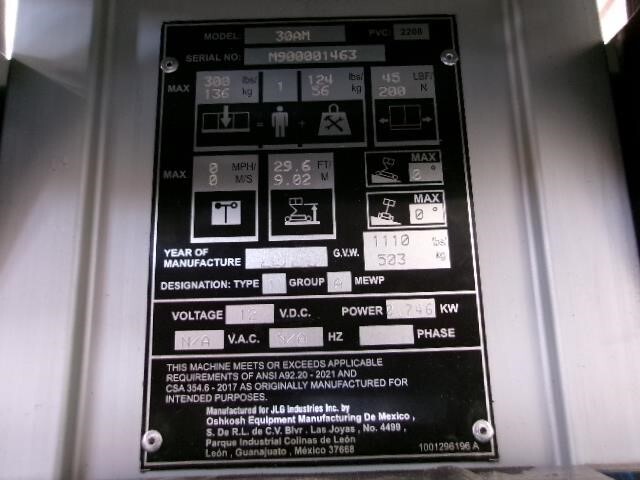 MODEL: 30AM PVC: 2208
SERIAL NO: M900001463
MAX 300 lbs/ 1 124 lbs/ 45 LBF/
136 kg 56 kg 200 N
= +
MAX 0 MPH/ 29.6 FT/ MAX
0 M/S 9.02 M 0°
MAX
0°
YEAR OF
MANUFACTURE G.V.W. 1110 lbs/
503 kg
DESIGNATION: TYPE 1 GROUP A MEWP
VOLTAGE 12 V.D.C. POWER .746 KW
N/A V.A.C. N/A HZ PHASE
THIS MACHINE MEETS OR EXCEEDS APPLICABLE
REQUIREMENTS OF ANSI A92.20 - 2021 AND
CSA 354.6 - 2017 AS ORIGINALLY MANUFACTURED FOR
INTENDED PURPOSES.
Manufactured for JLG Industries Inc. by
Oshkosh Equipment Manufacturing De Mexico ,
S. De R.L. de C.V. Blvr . Las Joyas , No. 4499 ,
Parque Industrial Colinas de León
León , Guanajuato , México 37668
1001296196 A